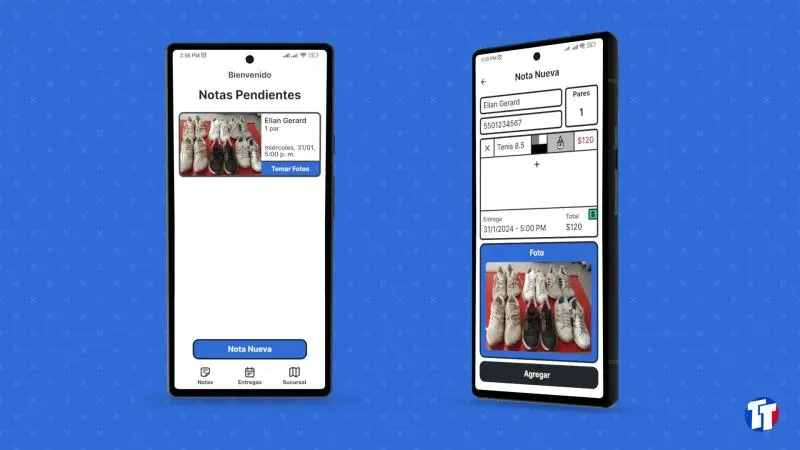 2:58 PM
Bienvenido
Notas Pendientes
Elian Gerard
1 par
miércoles, 31/01,
5:00 p. m.
Tomar Fotos
Nota Nueva
Notas
Entregas
Sucursal
3:05 PM
Nota Nueva
Elian Gerard
5501234567
Pares
1
X
Tenis 8.5
$120
+
Entrega
31/1/2024 - 5:00 PM
Total
$120
Foto
Agregar
TT